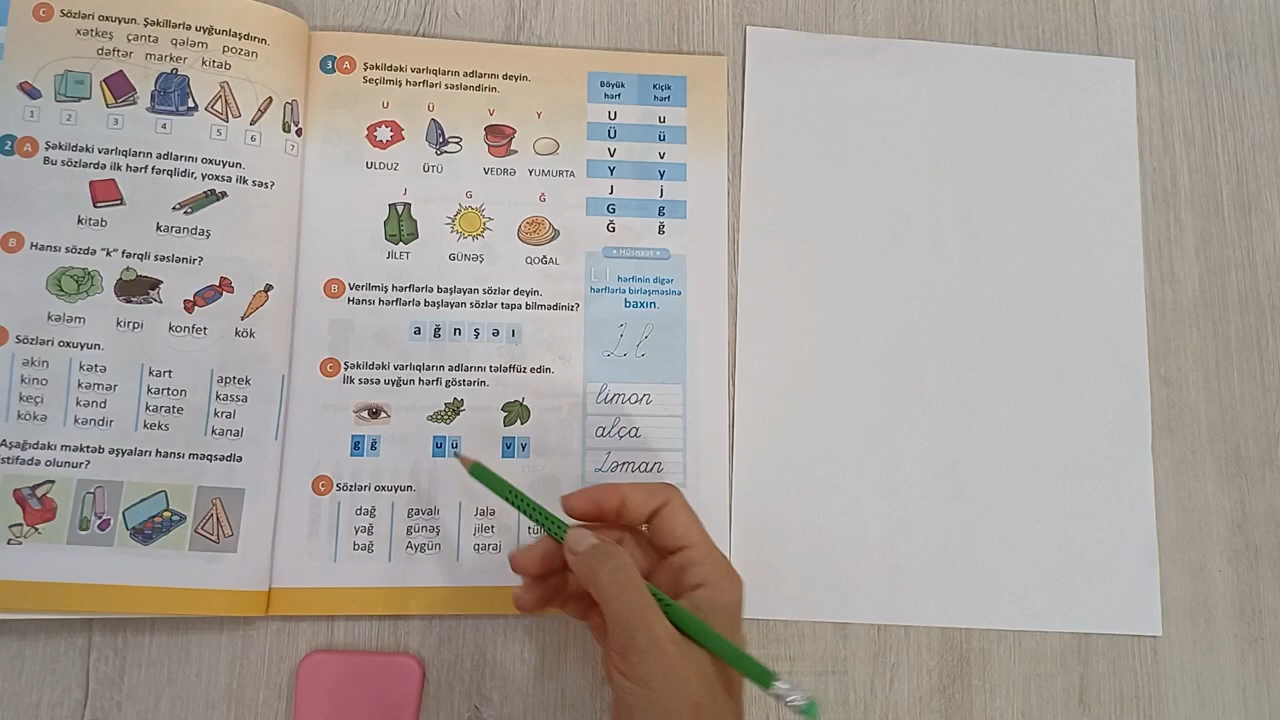 C Sözləri oxuyun. Şəkillərlə uyğunlaşdırın.
xətkeş çanta qələm pozan
dəftər marker kitab
1 2 3 4 5 6 7
2 A Şəkildəki varlıqların adlarını oxuyun.
Bu sözlərdə ilk hərf fərqlidir, yoxsa ilk səs?
kitab karandaş
B Hansı sözdə "k" fərqli səslənir?
kələm kirpi konfet kök
Sözləri oxuyun.
əkin kətə kart aptek
kino kəmər karton kassa
keçi kənd karate kral
kökə kəndir keks kanal
Aşağıdakı məktəb əşyaları hansı məqsədlə
istifadə olunur?
3 A Şəkildəki varlıqların adlarını deyin.
Seçilmiş hərfləri səsləndirin.
U Ü V Y
ULDUZ ÜTÜ VEDRƏ YUMURTA
J G Ğ
JİLET GÜNƏŞ QOĞAL
B Verilmiş hərflərlə başlayan sözlər deyin.
Hansı hərflərlə başlayan sözlər tapa bilmədiniz?
a ğ n ş ə ı
C Şəkildəki varlıqların adlarını tələffüz edin.
İlk səsə uyğun hərfi göstərin.
g ğ u ü v y
Ç Sözləri oxuyun.
dağ gavalı Jalə
yağ günəş jilet
bağ Aygün qaraj
Böyük hərf Kiçik hərf
U u
Ü ü
V v
Y y
J j
G g
Ğ ğ
• Hüsnxət •
L l hərfinin digər
hərflərlə birləşməsinə
baxın.
L l
limon
alça
Ləman